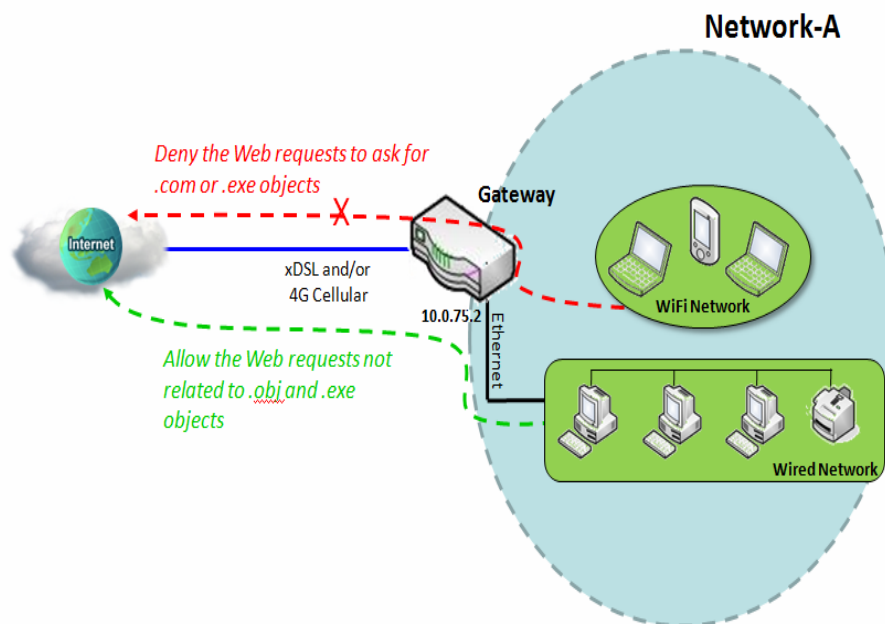 Network-A
Deny the Web requests to ask for
.com or .exe objects
X
Gateway
Internet
xDSL and/or
4G Cellular
10.0.75.2
Ethernet
WiFi Network
Allow the Web requests not
related to .obj and .exe
objects
Wired Network